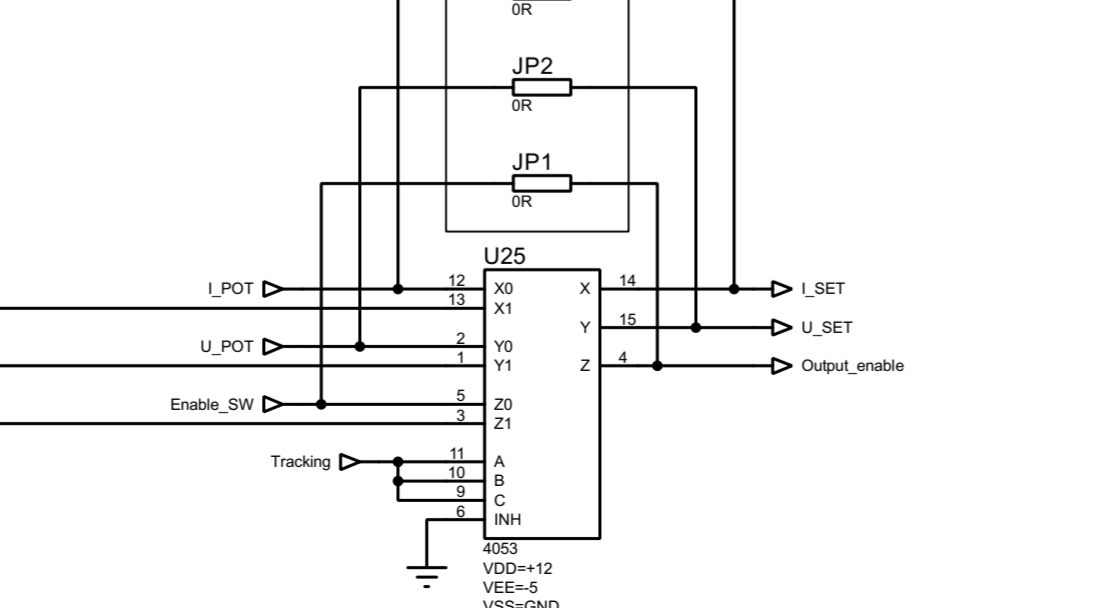 0R
JP2
0R
JP1
0R
U25
I_POT 12 X0 X 14 I_SET
13 X1
Y 15 U_SET
U_POT 2 Y0
1 Y1 Z 4 Output_enable
Enable_SW 5 Z0
3 Z1
Tracking 11 A
10 B
9 C
6 INH
4053
VDD=+12
VEE=-5
VSS=GND